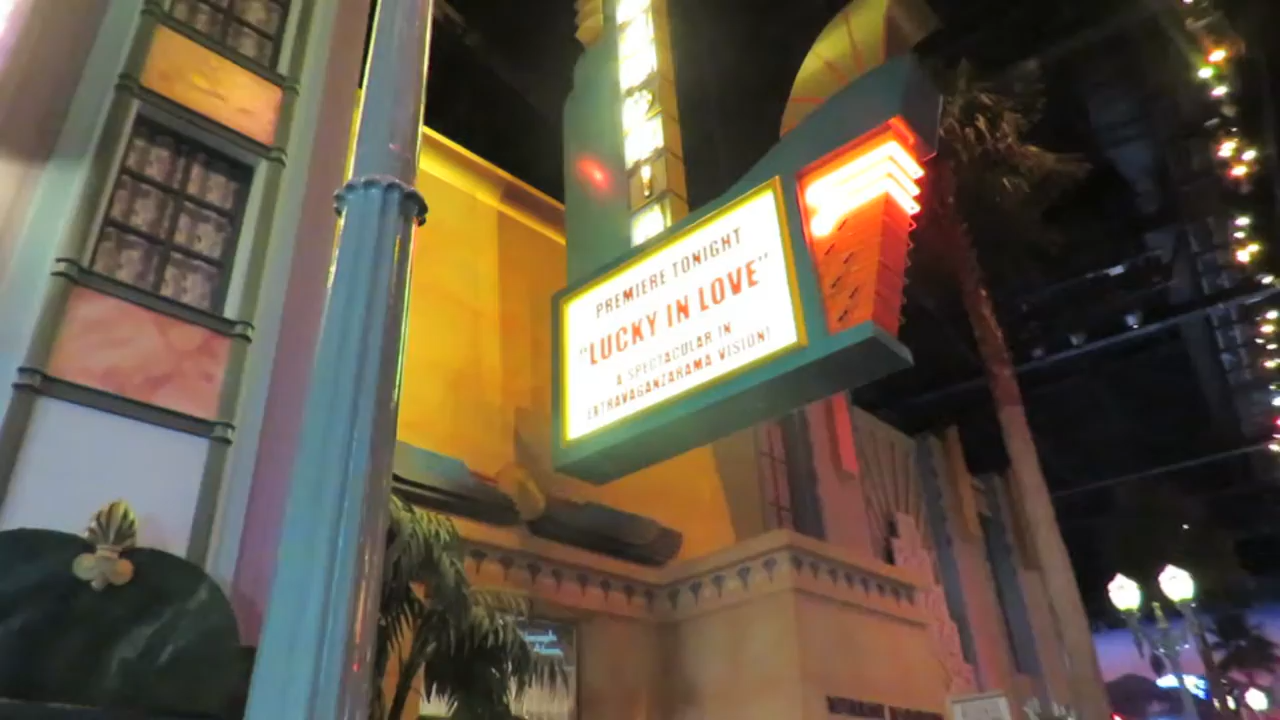 PREMIERE TONIGHT
"LUCKY IN LOVE"
A SPECTACULAR IN
EXTRAVAGANZARAMA VISION!